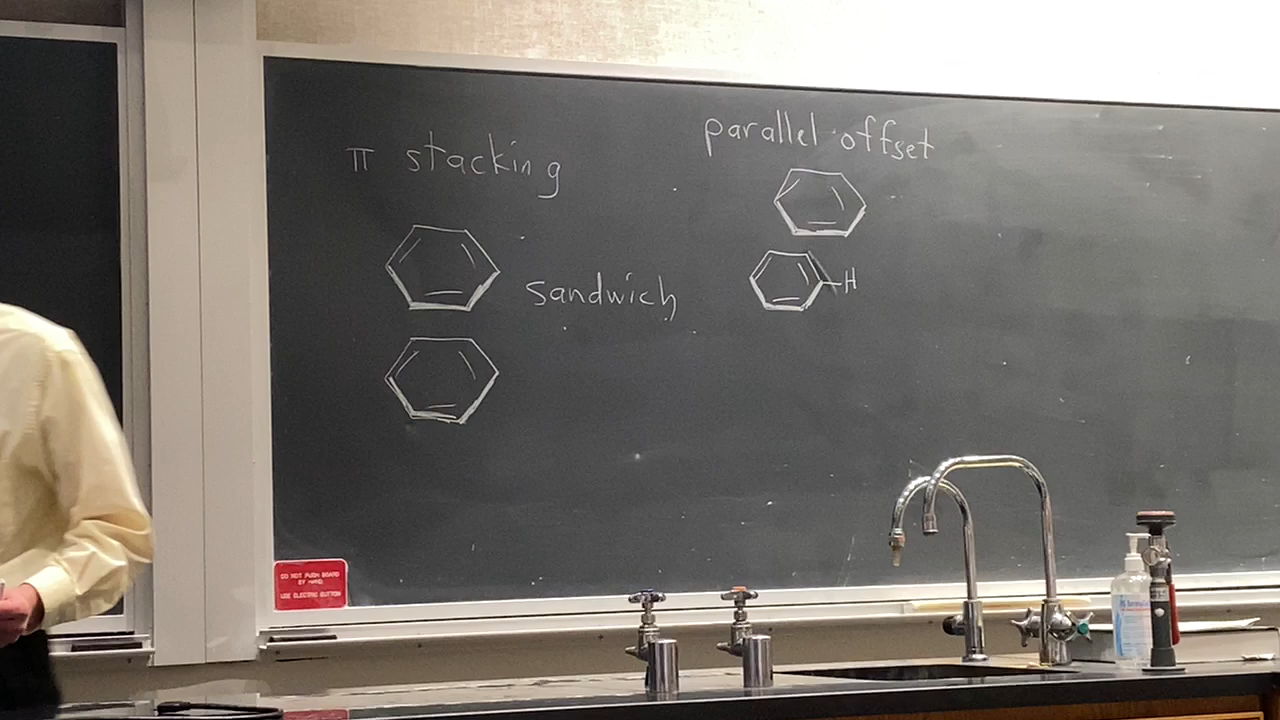 π stacking
sandwich
parallel offset
H
DO NOT PUSH BOARD
BY HAND
USE ELECTRIC BUTTON